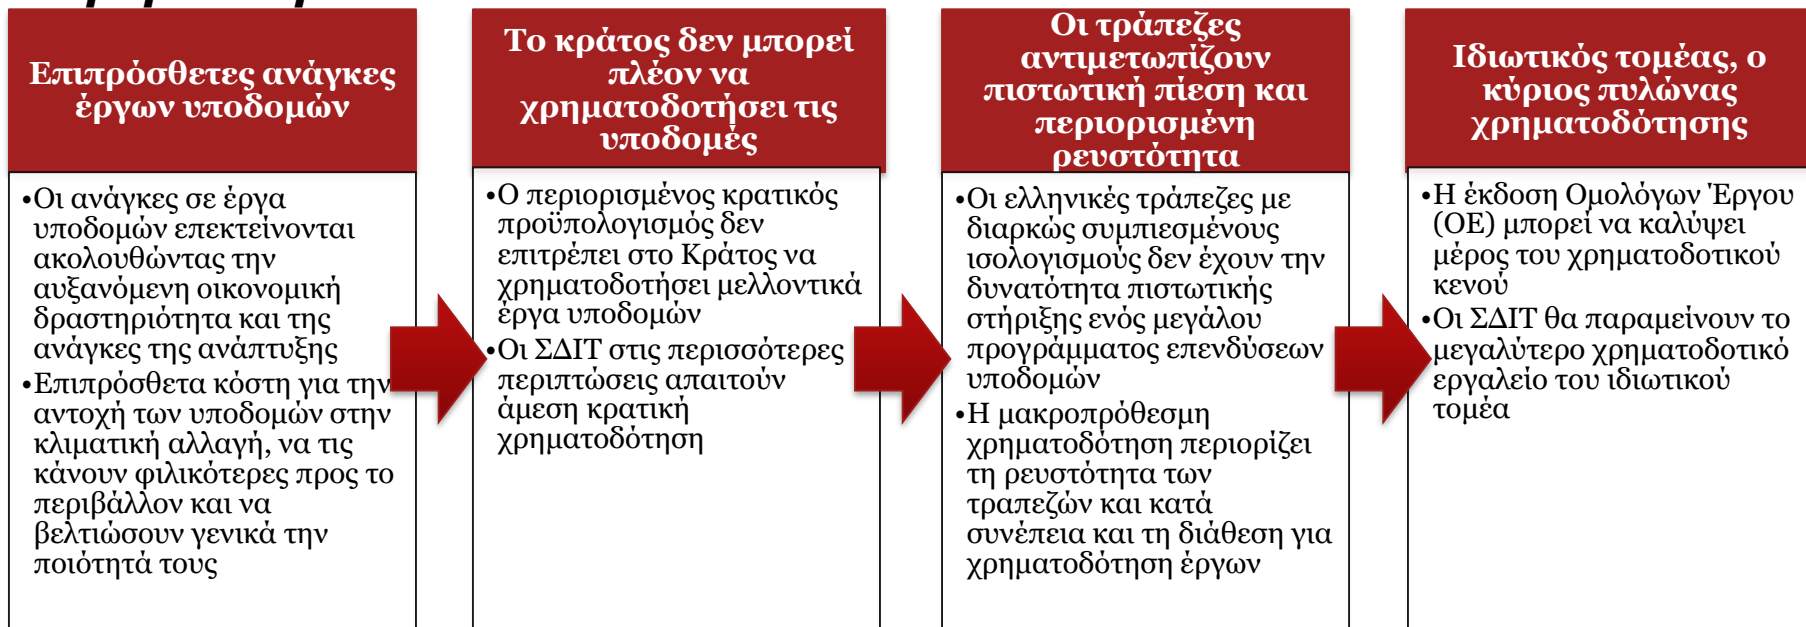 Επιπρόσθετες ανάγκες
έργων υποδομών
•Οι ανάγκες σε έργα
υποδομών επεκτείνονται
ακολουθώντας την
αυξανόμενη οικονομική
δραστηριότητα και της
ανάγκες της ανάπτυξης
•Επιπρόσθετα κόστη για την
αντοχή των υποδομών στην
κλιματική αλλαγή, να τις
κάνουν φιλικότερες προς το
περιβάλλον και να
βελτιώσουν γενικά την
ποιότητά τους
Το κράτος δεν μπορεί
πλέον να
χρηματοδοτήσει τις
υποδομές
•Ο περιορισμένος κρατικός
προϋπολογισμός δεν
επιτρέπει στο Κράτος να
χρηματοδοτήσει μελλοντικά
έργα υποδομών
•Οι ΣΔΙΤ στις περισσότερες
περιπτώσεις απαιτούν
άμεση κρατική
χρηματοδότηση
Οι τράπεζες
αντιμετωπίζουν
πιστωτική πίεση και
περιορισμένη
ρευστότητα
•Οι ελληνικές τράπεζες με
διαρκώς συμπιεσμένους
ισολογισμούς δεν έχουν την
δυνατότητα πιστωτικής
στήριξης ενός μεγάλου
προγράμματος επενδύσεων
υποδομών
•Η μακροπρόθεσμη
χρηματοδότηση περιορίζει
τη ρευστότητα των
τραπεζών και κατά
συνέπεια και τη διάθεση για
χρηματοδότηση έργων
Ιδιωτικός τομέας, ο
κύριος πυλώνας
χρηματοδότησης
•Η έκδοση Ομολόγων Έργου
(ΟΕ) μπορεί να καλύψει
μέρος του χρηματοδοτικού
κενού
•Οι ΣΔΙΤ θα παραμείνουν το
μεγαλύτερο χρηματοδοτικό
εργαλείο του ιδιωτικού
τομέα